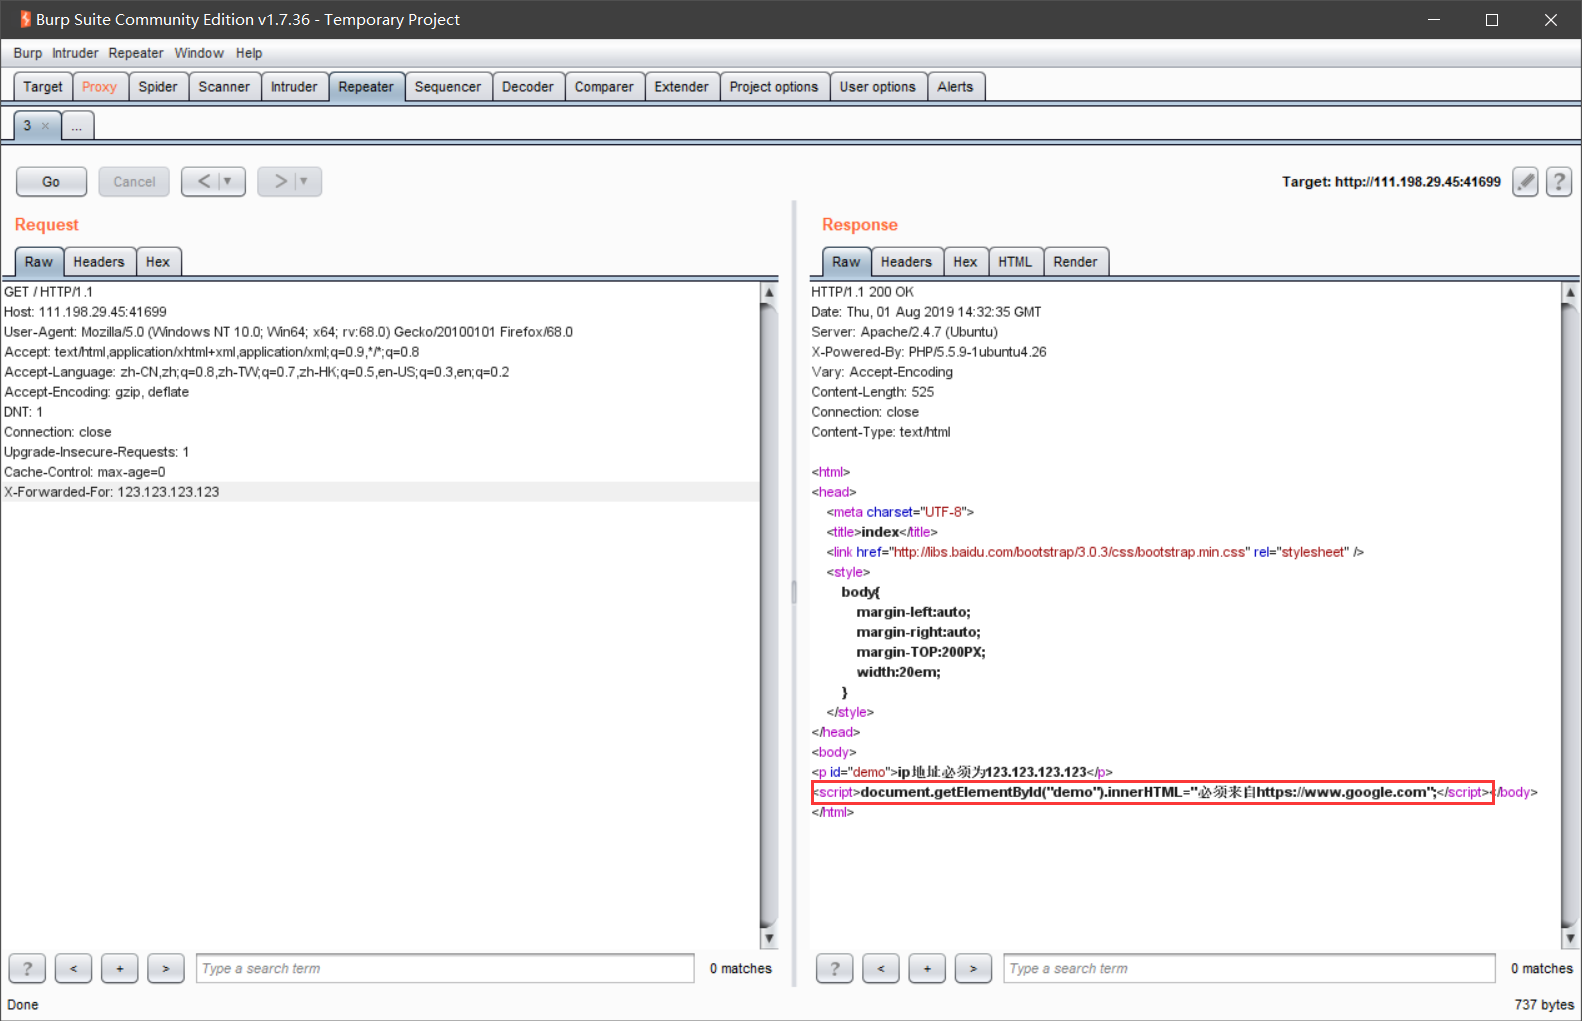 Burp Suite Community Edition v1.7.36 - Temporary Project
Burp Intruder Repeater Window Help
Target Proxy Spider Scanner Intruder Repeater Sequencer Decoder Comparer Extender Project options User options Alerts
3 × ...
Go Cancel < > Target: http://111.198.29.45:41699 ?
Request
Raw Headers Hex
GET / HTTP/1.1
Host: 111.198.29.45:41699
User-Agent: Mozilla/5.0 (Windows NT 10.0; Win64; x64; rv:68.0) Gecko/20100101 Firefox/68.0
Accept: text/html,application/xhtml+xml,application/xml;q=0.9,*/*;q=0.8
Accept-Language: zh-CN,zh;q=0.8,zh-TW;q=0.7,zh-HK;q=0.5,en-US;q=0.3,en;q=0.2
Accept-Encoding: gzip, deflate
DNT: 1
Connection: close
Upgrade-Insecure-Requests: 1
Cache-Control: max-age=0
X-Forwarded-For: 123.123.123.123
? < + > Type a search term 0 matches
Response
Raw Headers Hex HTML Render
HTTP/1.1 200 OK
Date: Thu, 01 Aug 2019 14:32:35 GMT
Server: Apache/2.4.7 (Ubuntu)
X-Powered-By: PHP/5.5.9-1ubuntu4.26
Vary: Accept-Encoding
Content-Length: 525
Connection: close
Content-Type: text/html
<html>
<head>
<meta charset="UTF-8">
<title>index</title>
<link href="http://libs.baidu.com/bootstrap/3.0.3/css/bootstrap.min.css" rel="stylesheet" />
<style>
body{
margin-left:auto;
margin-right:auto;
margin-TOP:200PX;
width:20em;
}
</style>
</head>
<body>
<p id="demo">ip地址必须为123.123.123.123</p>
<script>document.getElementById("demo").innerHTML="必须来自https://www.google.com";</script></body>
</html>
? < + > Type a search term 0 matches
Done 737 bytes